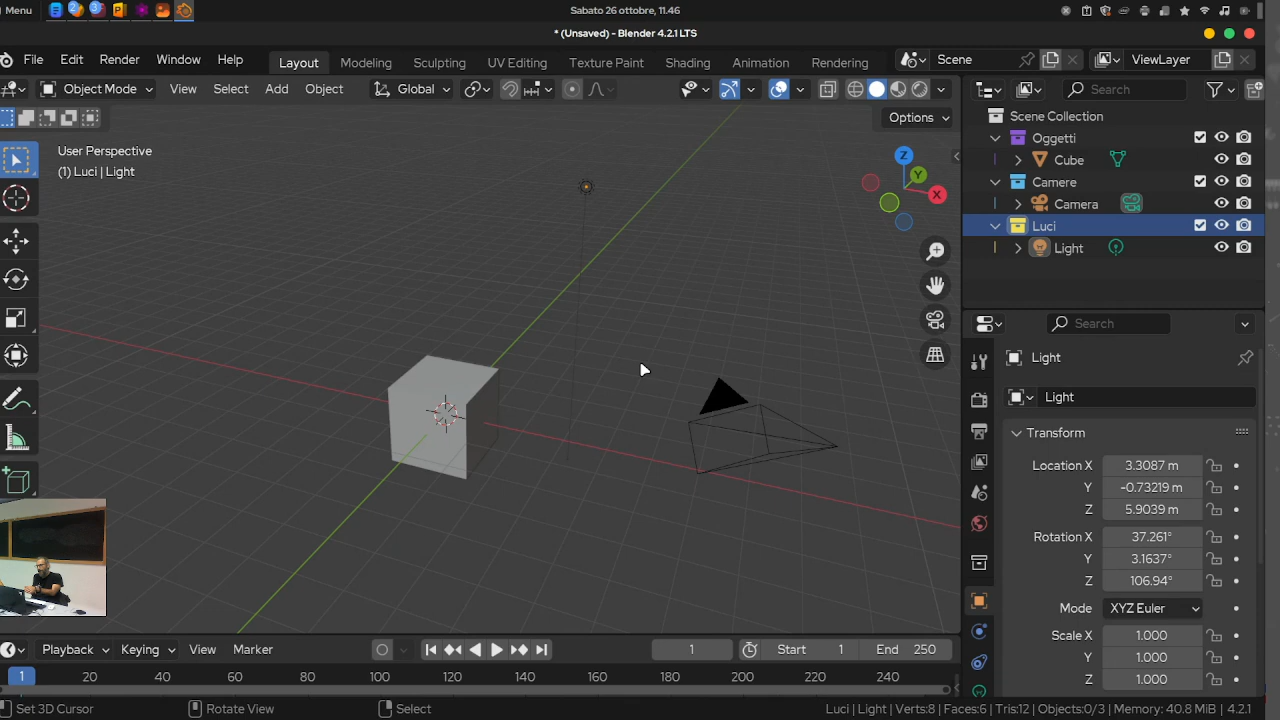 Menu
Sabato 26 ottobre, 11.46
* (Unsaved) - Blender 4.2.1 LTS
File Edit Render Window Help
Layout Modeling Sculpting UV Editing Texture Paint Shading Animation Rendering
Scene
ViewLayer
Object Mode View Select Add Object
Global
Search
Options
User Perspective
(1) Luci | Light
Z
Y
X
Scene Collection
Oggetti
Cube
Camere
Camera
Luci
Light
Search
Light
Light
Transform
Location X 3.3087 m
Y -0.73219 m
Z 5.9039 m
Rotation X 37.261°
Y 3.1637°
Z 106.94°
Mode XYZ Euler
Scale X 1.000
Y 1.000
Z 1.000
Playback Keying View Marker
1
Start 1
End 250
1 20 40 60 80 100 120 140 160 180 200 220 240
Set 3D Cursor
Rotate View
Select
Luci | Light | Verts:8 | Faces:6 | Tris:12 | Objects:0/3 | Memory: 40.8 MiB | 4.2.1